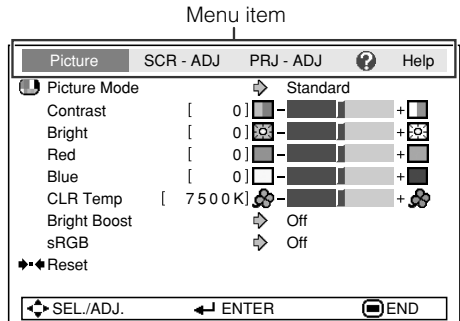 Menu item
Picture SCR - ADJ PRJ - ADJ ? Help
Picture Mode Standard
Contrast [ 0] - +
Bright [ 0] - +
Red [ 0] - +
Blue [ 0] - +
CLR Temp [ 7500K] - +
Bright Boost Off
sRGB Off
Reset
SEL./ADJ. ENTER END